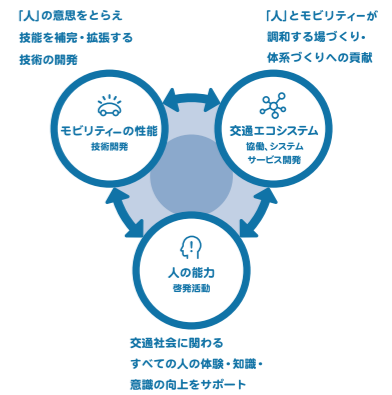 「人」の意思をとらえ
技能を補完・拡張する
技術の開発
「人」とモビリティーが
調和する場づくり・
体系づくりへの貢献
モビリティーの性能
技術開発
交通エコシステム
協働、システム
サービス開発
人の能力
啓発活動
交通社会に関わる
すべての人の体験・知識・
意識の向上をサポート